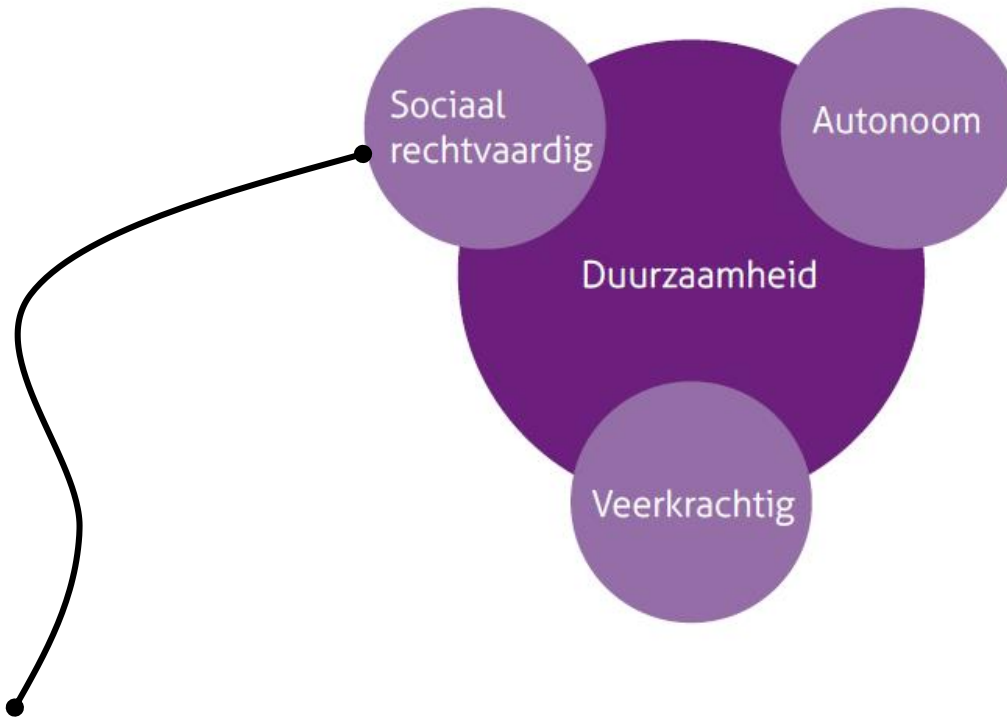 Sociaal
rechtvaardig
Autonoom
Duurzaamheid
Veerkrachtig